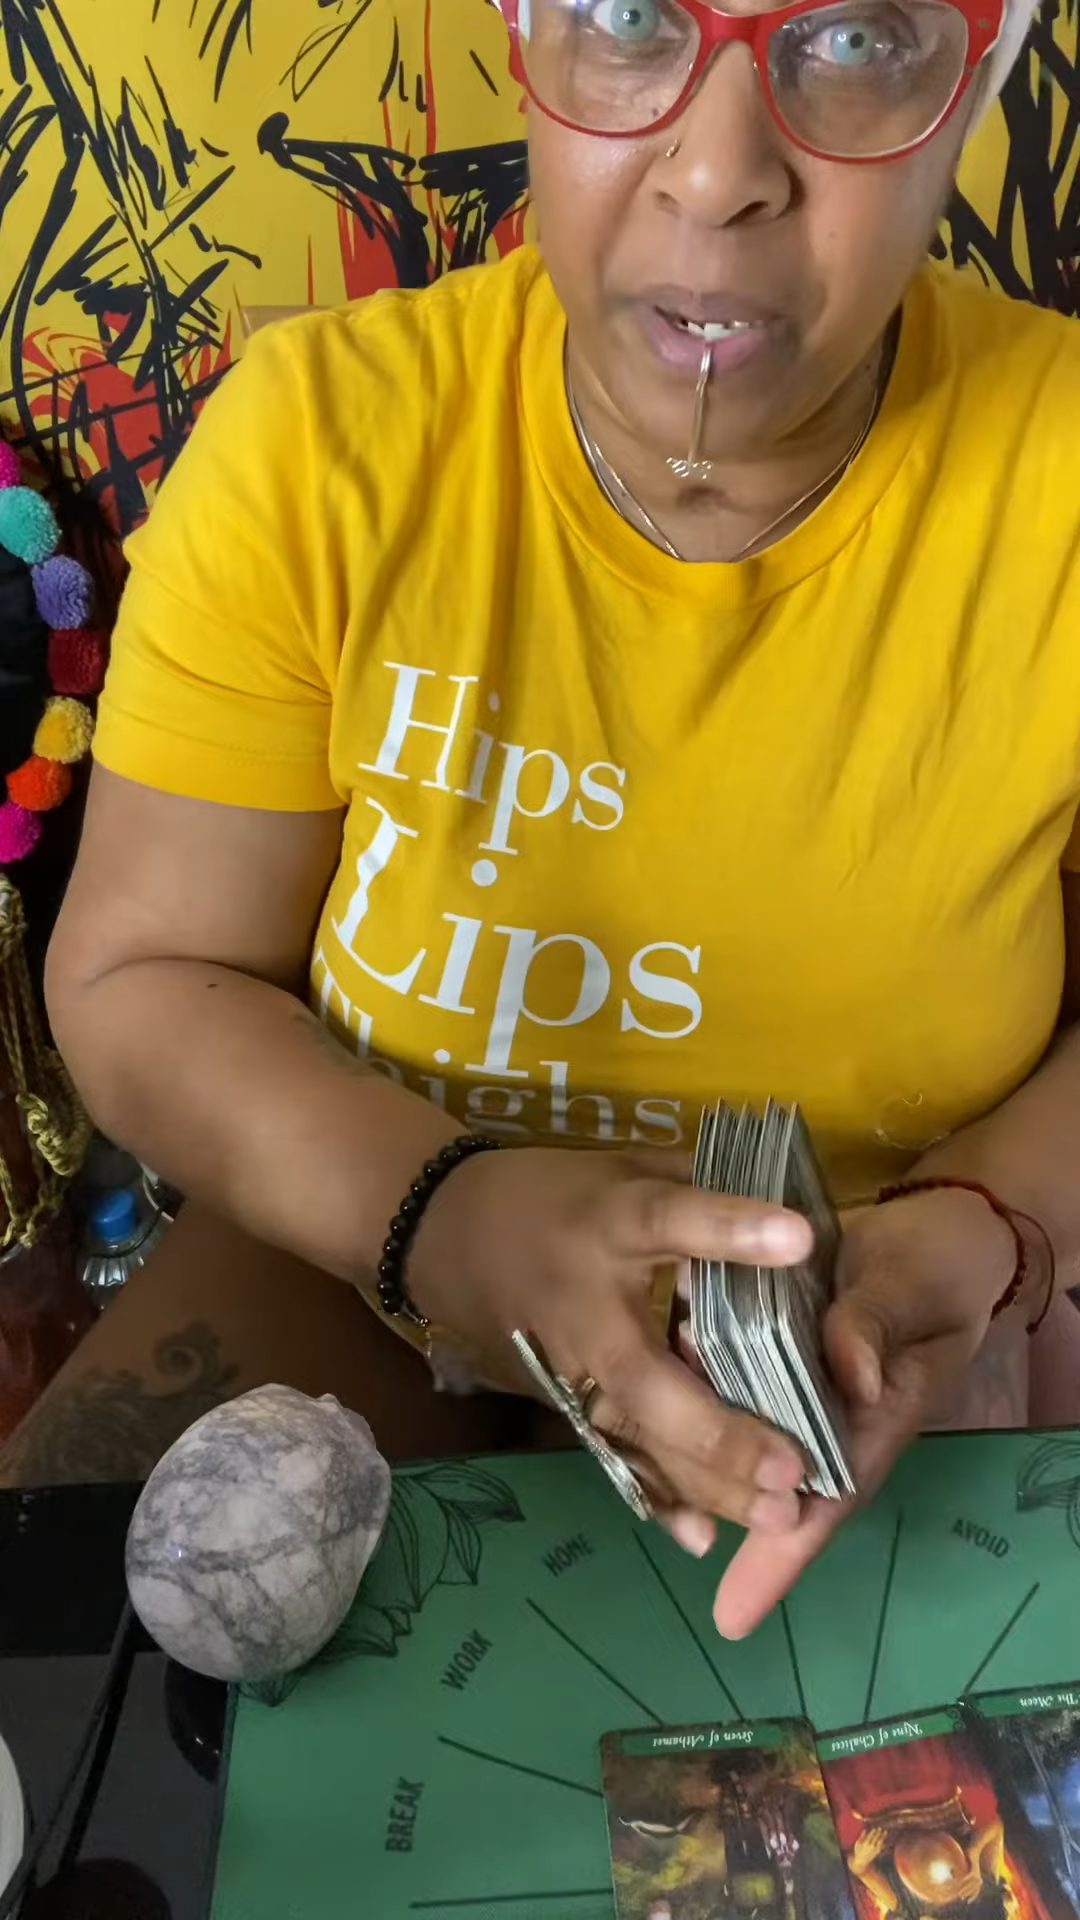 Hips
Lips
Thighs
HOME
AVOID
WORK
BREAK
The Moon
Nine of Chalices
Seven of Athames